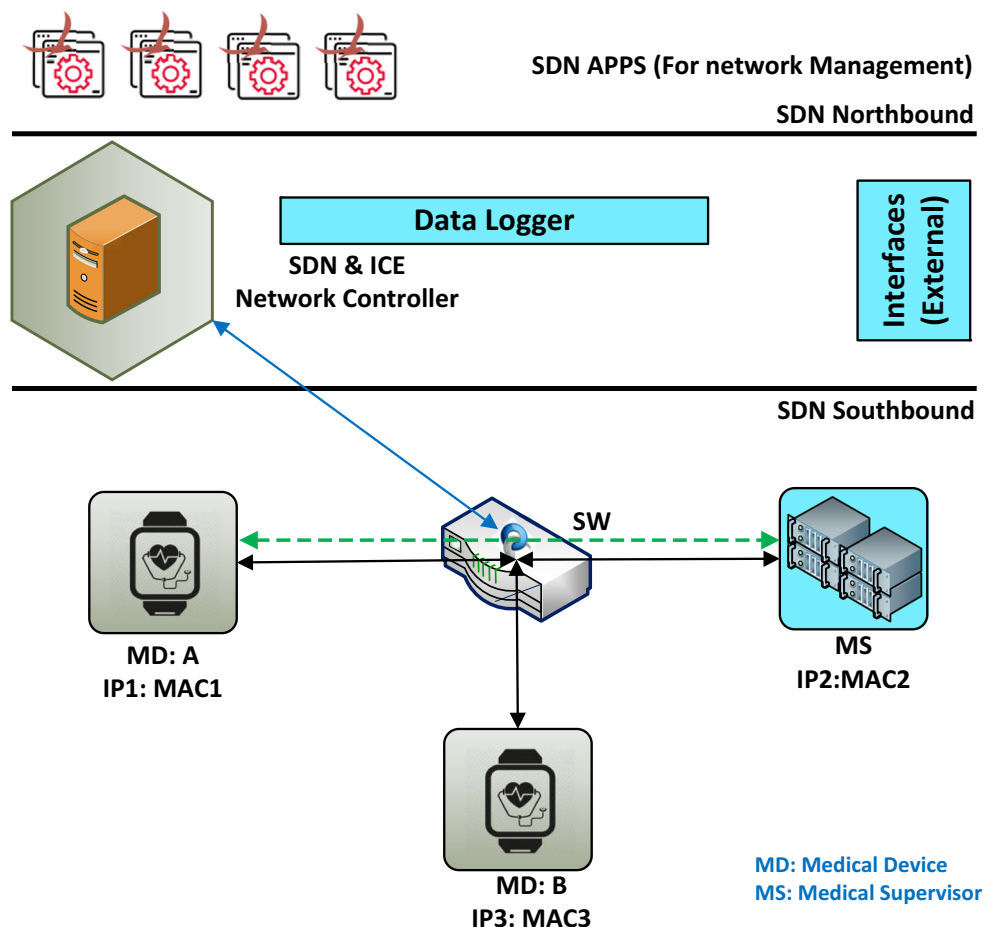 SDN APPS (For network Management)
SDN Northbound
Data Logger
SDN & ICE
Network Controller
Interfaces
(External)
SDN Southbound
SW
MD: A
IP1: MAC1
MS
IP2:MAC2
MD: B
IP3: MAC3
MD: Medical Device
MS: Medical Supervisor